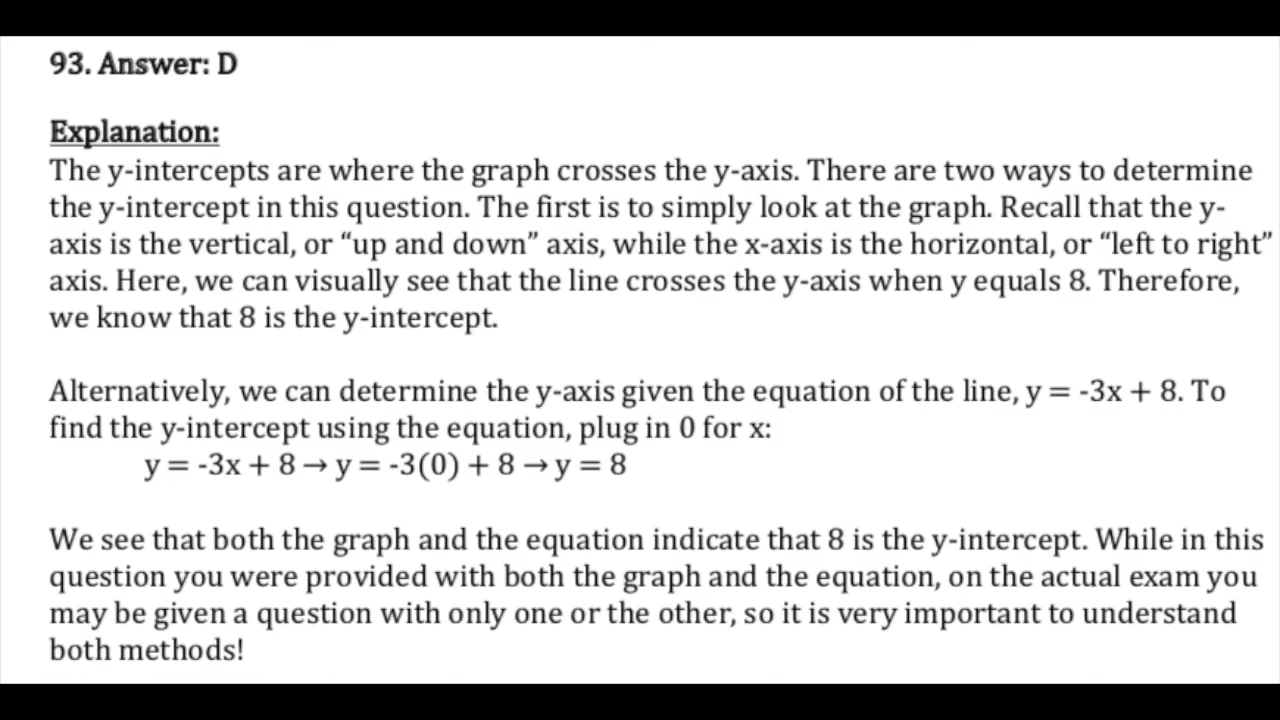 93. Answer: D
Explanation:
The y-intercepts are where the graph crosses the y-axis. There are two ways to determine
the y-intercept in this question. The first is to simply look at the graph. Recall that the y-
axis is the vertical, or “up and down” axis, while the x-axis is the horizontal, or “left to right”
axis. Here, we can visually see that the line crosses the y-axis when y equals 8. Therefore,
we know that 8 is the y-intercept.
Alternatively, we can determine the y-axis given the equation of the line, y = -3x + 8. To
find the y-intercept using the equation, plug in 0 for x:
y = -3x + 8 → y = -3(0) + 8 → y = 8
We see that both the graph and the equation indicate that 8 is the y-intercept. While in this
question you were provided with both the graph and the equation, on the actual exam you
may be given a question with only one or the other, so it is very important to understand
both methods!